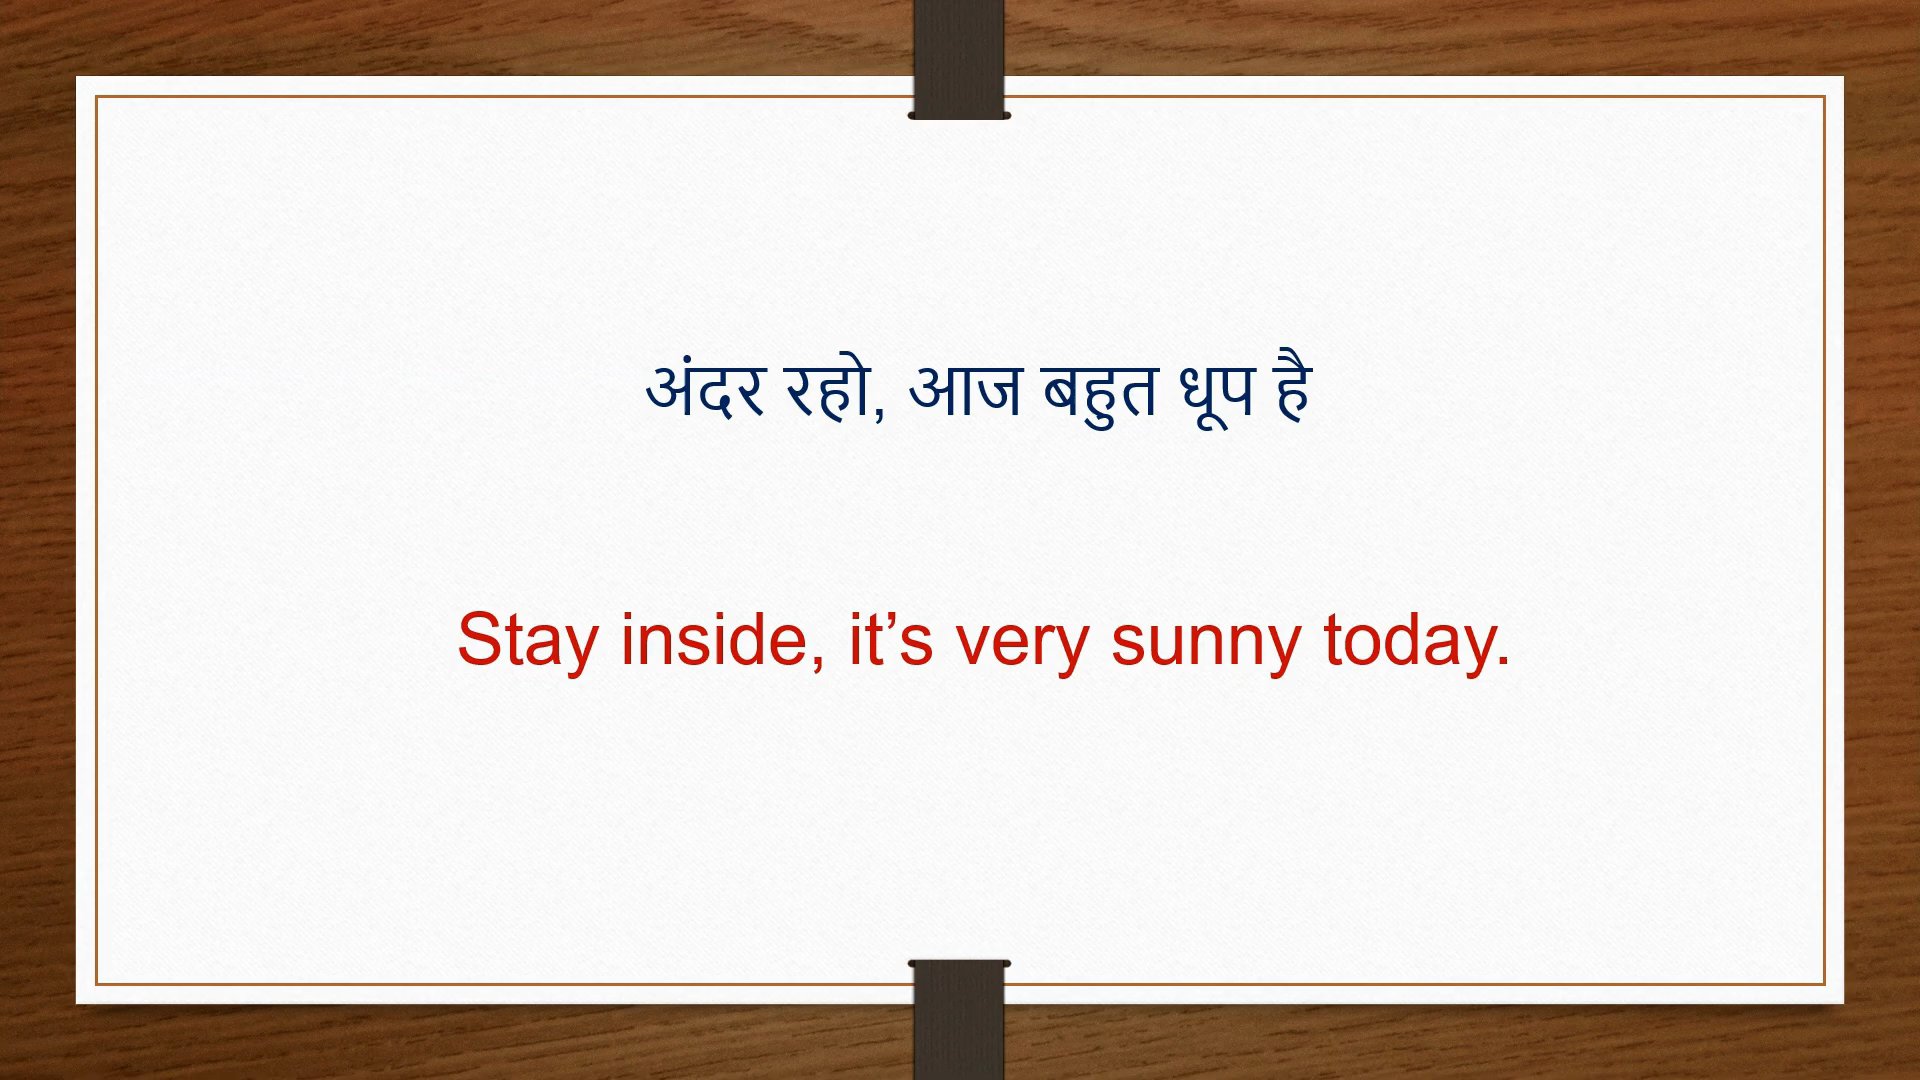 अंदर रहो, आज बहुत धूप है
Stay inside, it’s very sunny today.